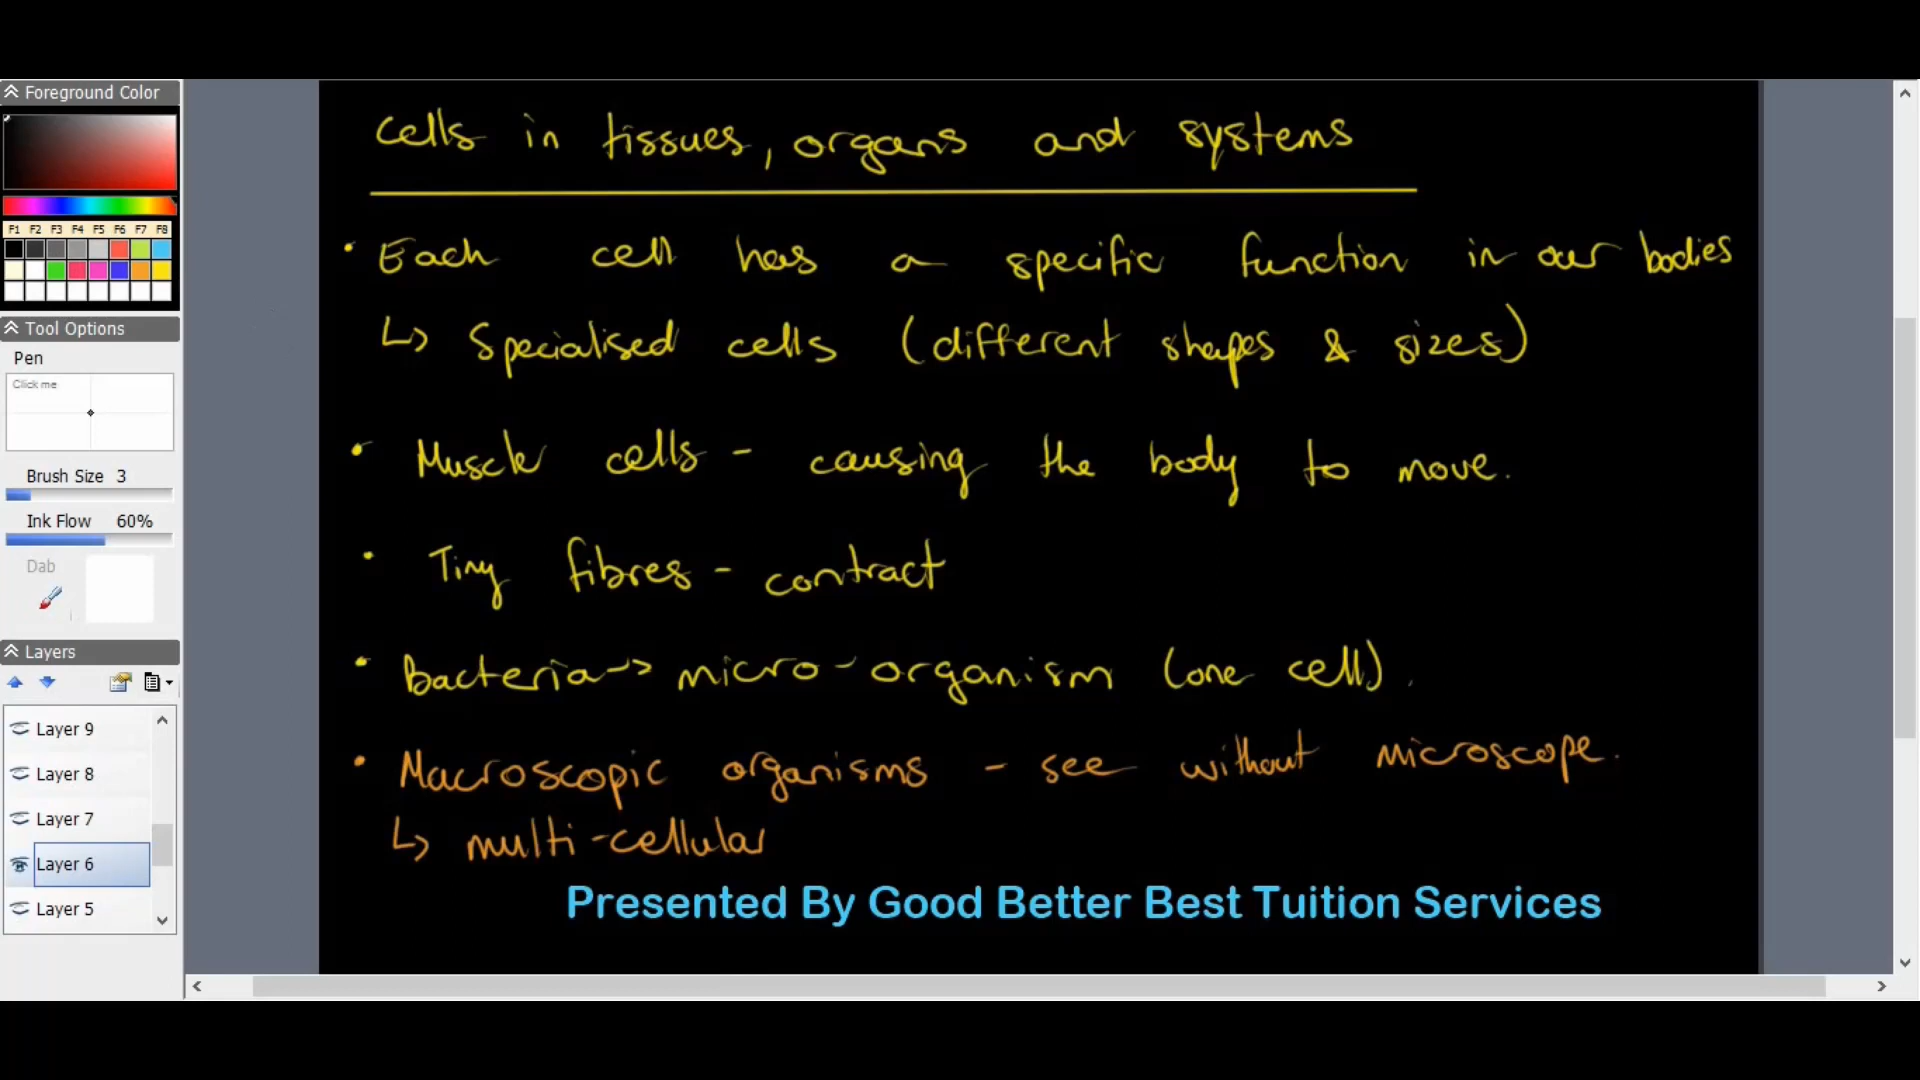 Foreground Color
F1 F2 F3 F4 F5 F6 F7 F8
Tool Options
Pen
Click me
Brush Size 3
Ink Flow 60%
Dab
Layers
Layer 9
Layer 8
Layer 7
Layer 6
Layer 5
Cells in tissues, organs and systems
• Each cell has a specific function in our bodies
↳ Specialised cells (different shapes & sizes)
• Muscle cells - causing the body to move.
• Tiny fibres - contract
• Bacteria -> micro-organism (one cell).
• Macroscopic organisms - see without microscope.
↳ multi-cellular
Presented By Good Better Best Tuition Services